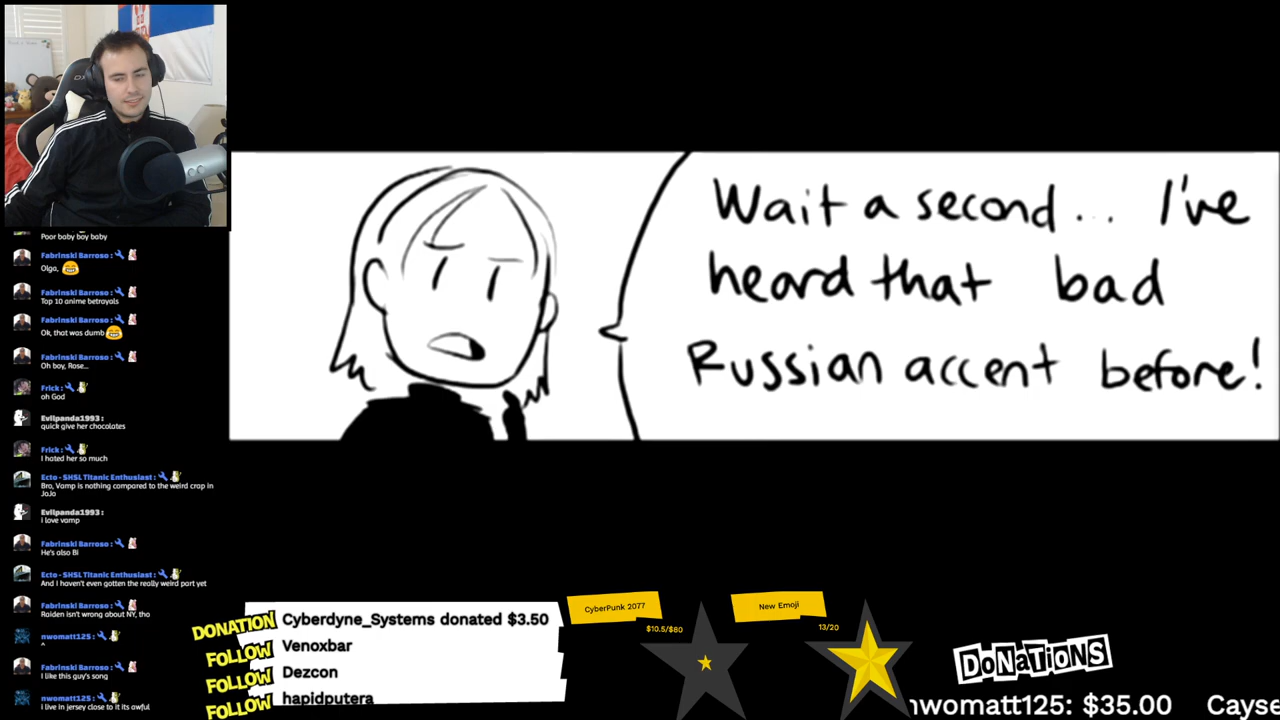 Wait a second... I've
heard that bad
Russian accent before!
Poor baby boy baby
Fabrinski Barroso :
Olga,
Fabrinski Barroso :
Top 10 anime betrayals
Fabrinski Barroso :
Ok, that was dumb
Fabrinski Barroso :
Oh boy, Rose...
Frick :
oh God
Evilpanda1993 :
quick give her chocolates
Frick :
I hated her so much
Ecto - SHSL Titanic Enthusiast :
Bro, Vamp is nothing compared to the weird crap in
JoJo
Evilpanda1993 :
I love vamp
Fabrinski Barroso :
He's also Bi
Ecto - SHSL Titanic Enthusiast :
And I haven't even gotten the really weird part yet
Fabrinski Barroso :
Raiden isn't wrong about NY, tho
nwomatt125 :
^
Fabrinski Barroso :
I like this guy's song
nwomatt125 :
I live in jersey close to it its awful
DONATION Cyberdyne_Systems donated $3.50
FOLLOW Venoxbar
FOLLOW Dezcon
FOLLOW hapidputera
CyberPunk 2077
$10.5/$80
New Emoji
13/20
DONATIONS
nwomatt125: $35.00 Cayse